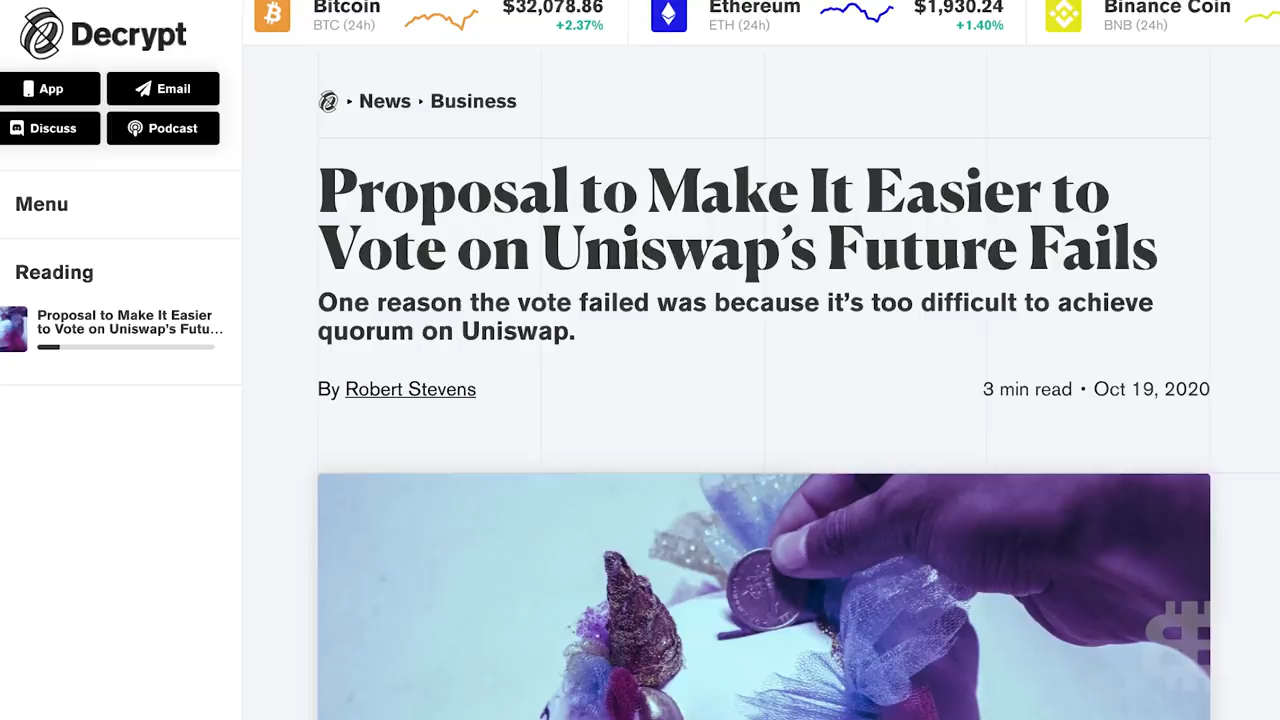 Decrypt
App
Email
Discuss
Podcast
Menu
Reading
Proposal to Make It Easier
to Vote on Uniswap's Futu...
Bitcoin
BTC (24h)
$32,078.86
+2.37%
Ethereum
ETH (24h)
$1,930.24
+1.40%
Binance Coin
BNB (24h)
News
Business
Proposal to Make It Easier to
Vote on Uniswap's Future Fails
One reason the vote failed was because it's too difficult to achieve
quorum on Uniswap.
By Robert Stevens
3 min read • Oct 19, 2020